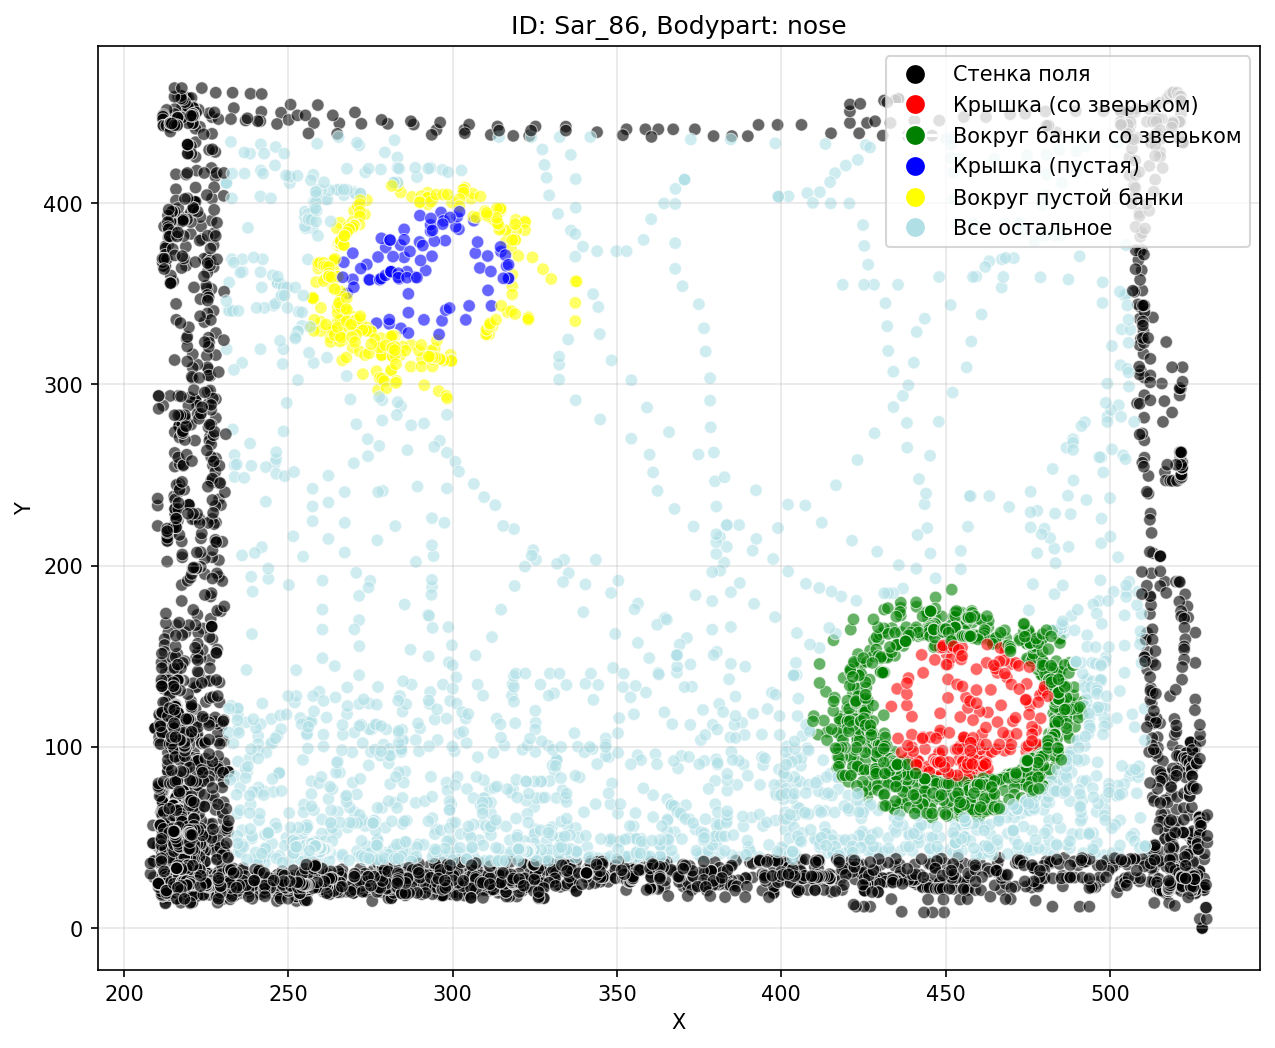 ID: Sar_86, Bodypart: nose
Стенка поля
Крышка (со зверьком)
Вокруг банки со зверьком
Крышка (пустая)
Вокруг пустой банки
Все остальное
Y
400
300
200
100
0
200
250
300
350
400
450
500
X